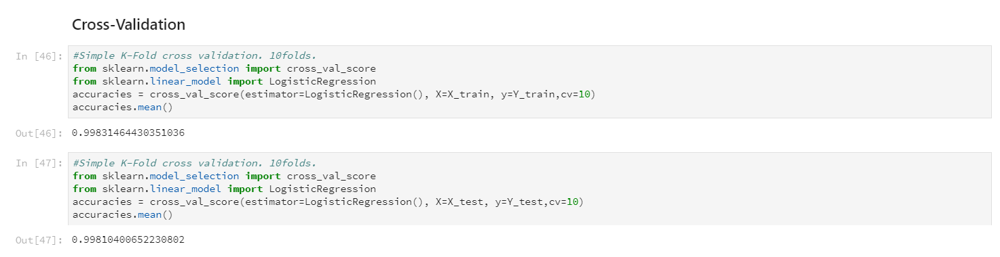 Cross-Validation
In [46]:
#Simple K-Fold cross validation. 10folds.
from sklearn.model_selection import cross_val_score
from sklearn.linear_model import LogisticRegression
accuracies = cross_val_score(estimator=LogisticRegression(), X=X_train, y=Y_train,cv=10)
accuracies.mean()
Out[46]: 0.99831464430351036
In [47]:
#Simple K-Fold cross validation. 10folds.
from sklearn.model_selection import cross_val_score
from sklearn.linear_model import LogisticRegression
accuracies = cross_val_score(estimator=LogisticRegression(), X=X_test, y=Y_test,cv=10)
accuracies.mean()
Out[47]: 0.99810400652230802